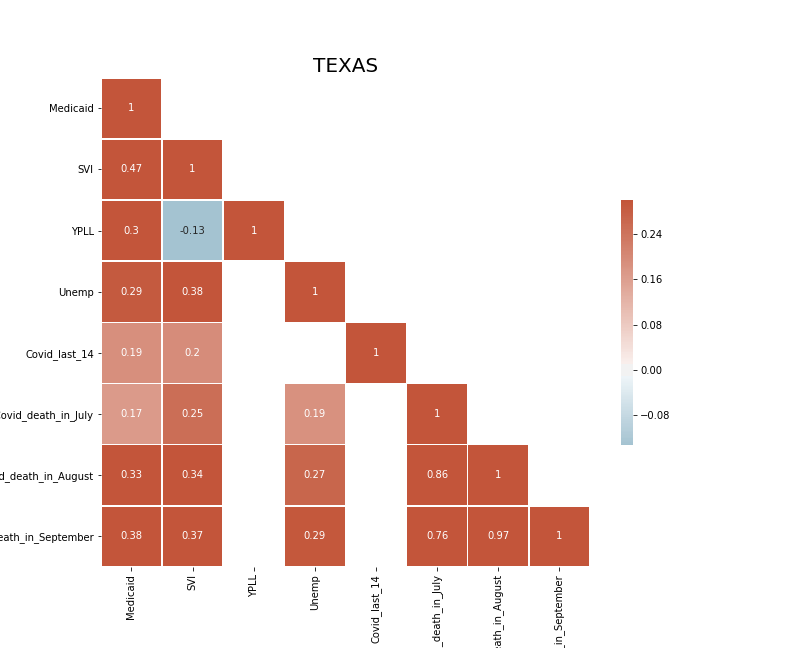 TEXAS
Medicaid 1
SVI 0.47 1
YPLL 0.3 -0.13 1
Unemp 0.29 0.38 1
Covid_last_14 0.19 0.2 1
Covid_death_in_July 0.17 0.25 0.19 1
d_death_in_August 0.33 0.34 0.27 0.86 1
eath_in_September 0.38 0.37 0.29 0.76 0.97 1
Medicaid
SVI
YPLL
Unemp
Covid_last_14
_death_in_July
eath_in_August
_in_September
0.24
0.16
0.08
0.00
−0.08